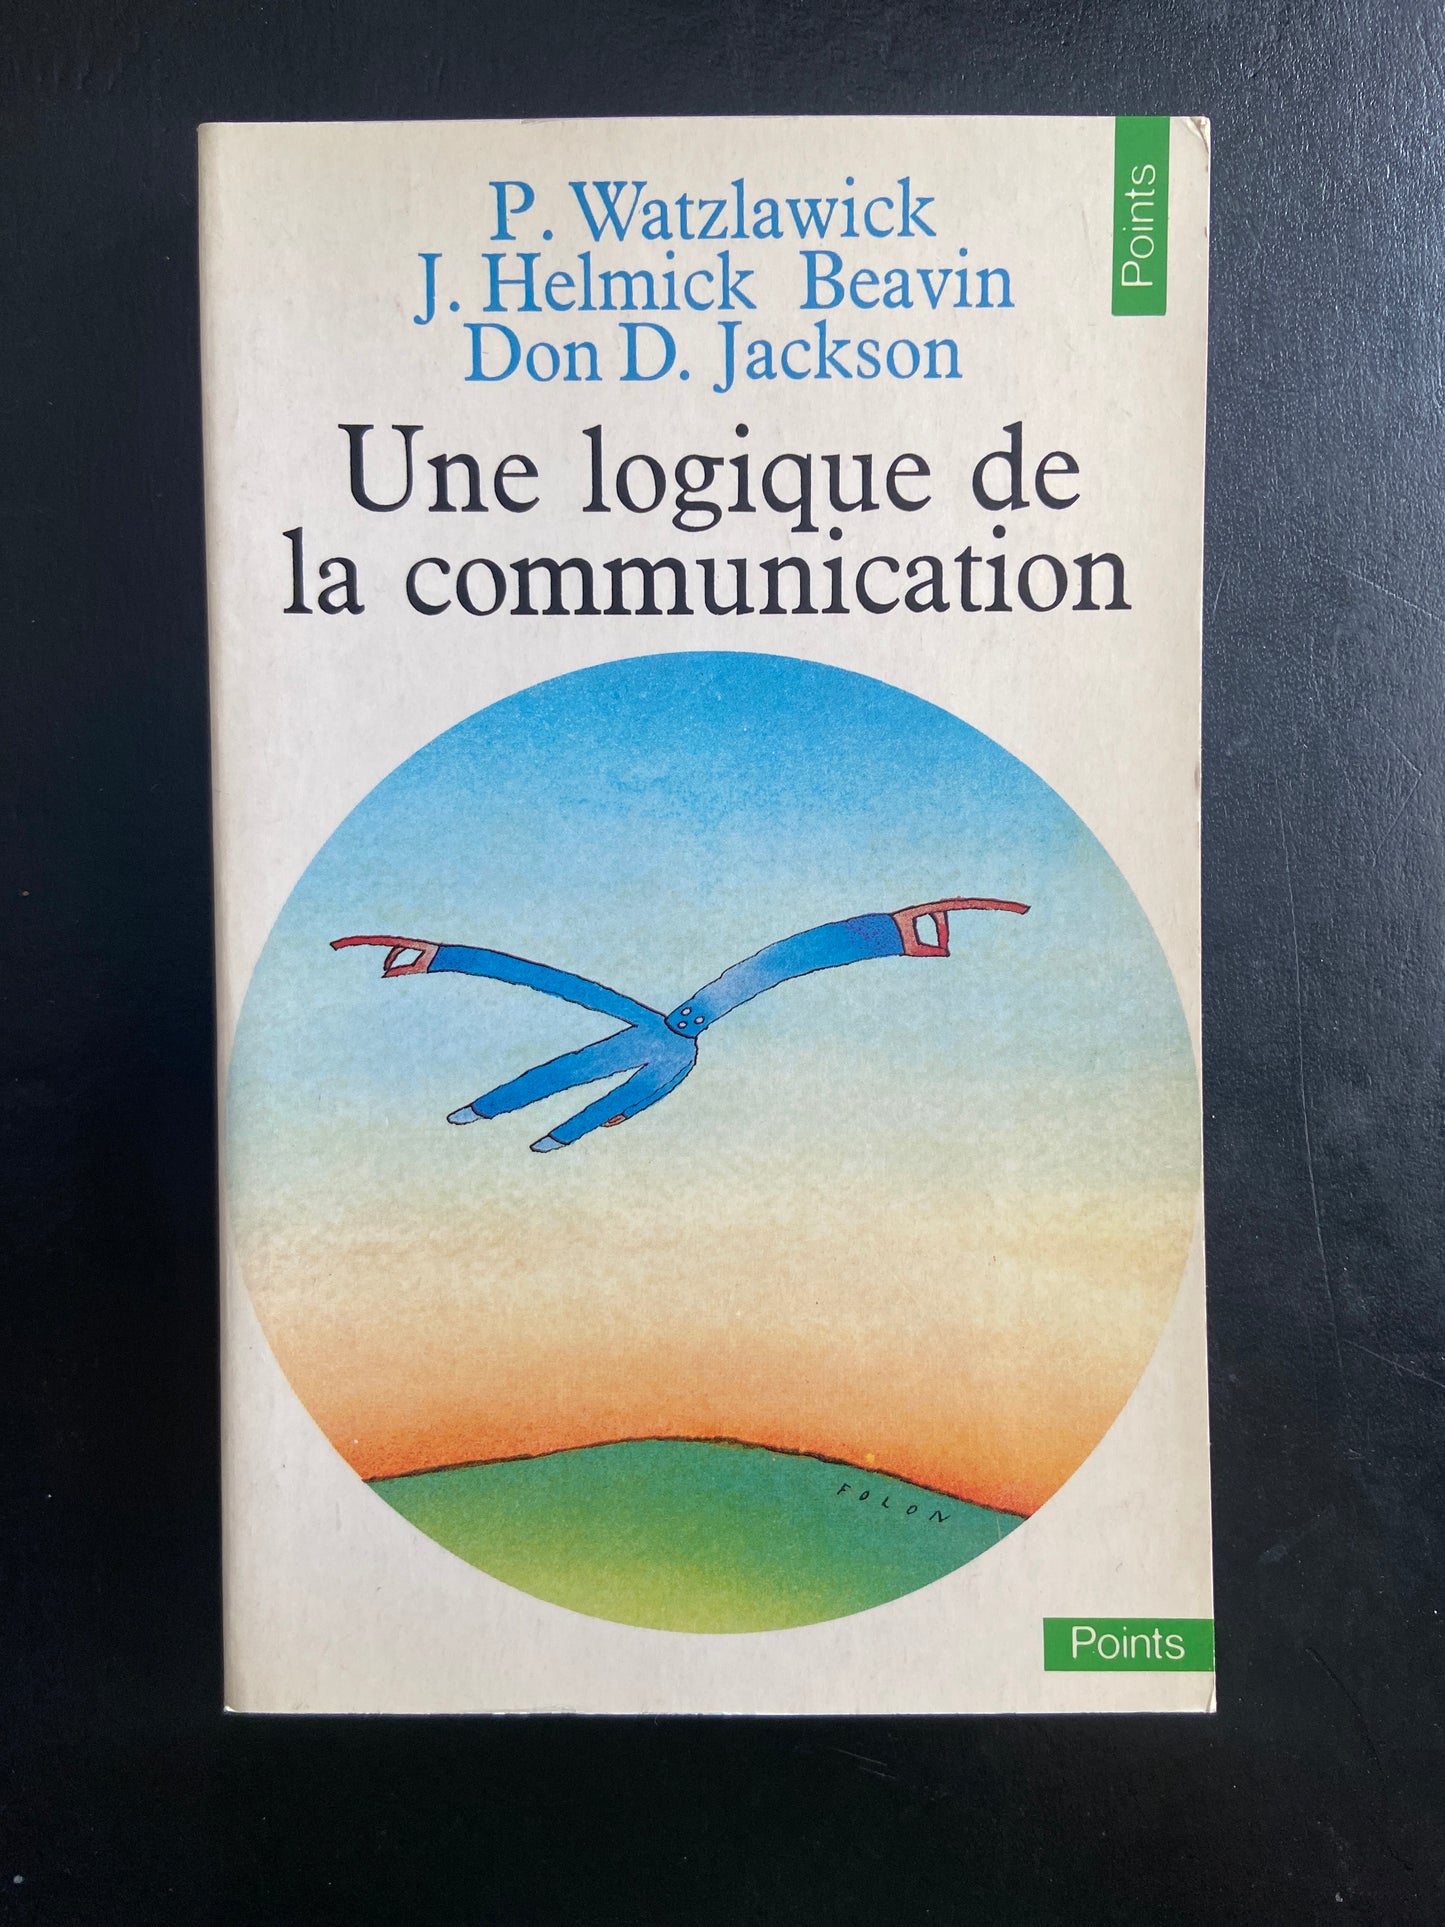 Points
P. Watzlawick
J. Helmick Beavin
Don D. Jackson
Une logique de
la communication
FOLON
Points